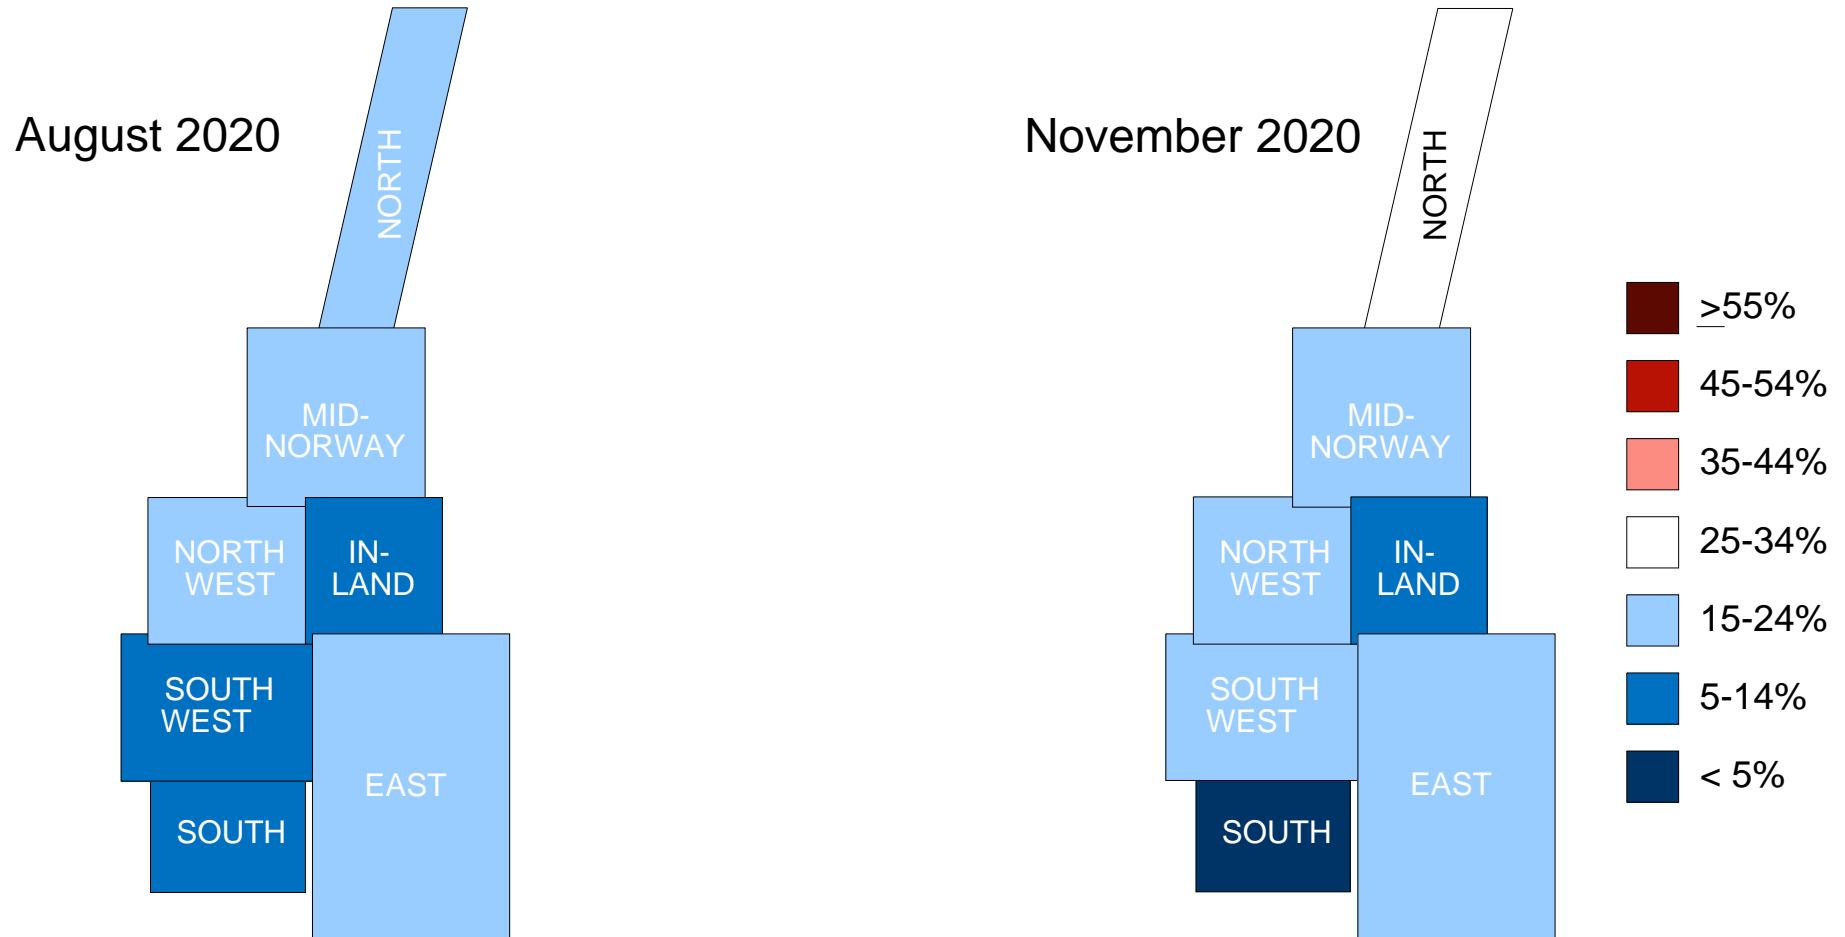 August 2020
NORTH
MID-
NORWAY
NORTH
WEST
IN-
LAND
SOUTH
WEST
EAST
SOUTH
November 2020
NORTH
MID-
NORWAY
NORTH
WEST
IN-
LAND
SOUTH
WEST
EAST
SOUTH
>55%
45-54%
35-44%
25-34%
15-24%
5-14%
< 5%